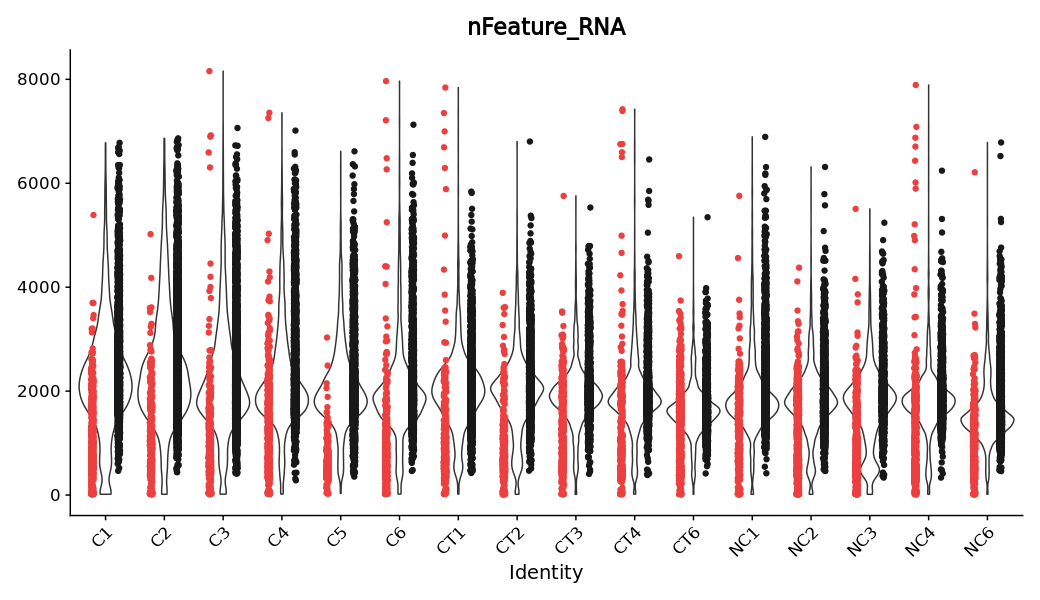 nFeature_RNA
8000
6000
4000
2000
0
C1 C2 C3 C4 C5 C6 CT1 CT2 CT3 CT4 CT6 NC1 NC2 NC3 NC4 NC6
Identity